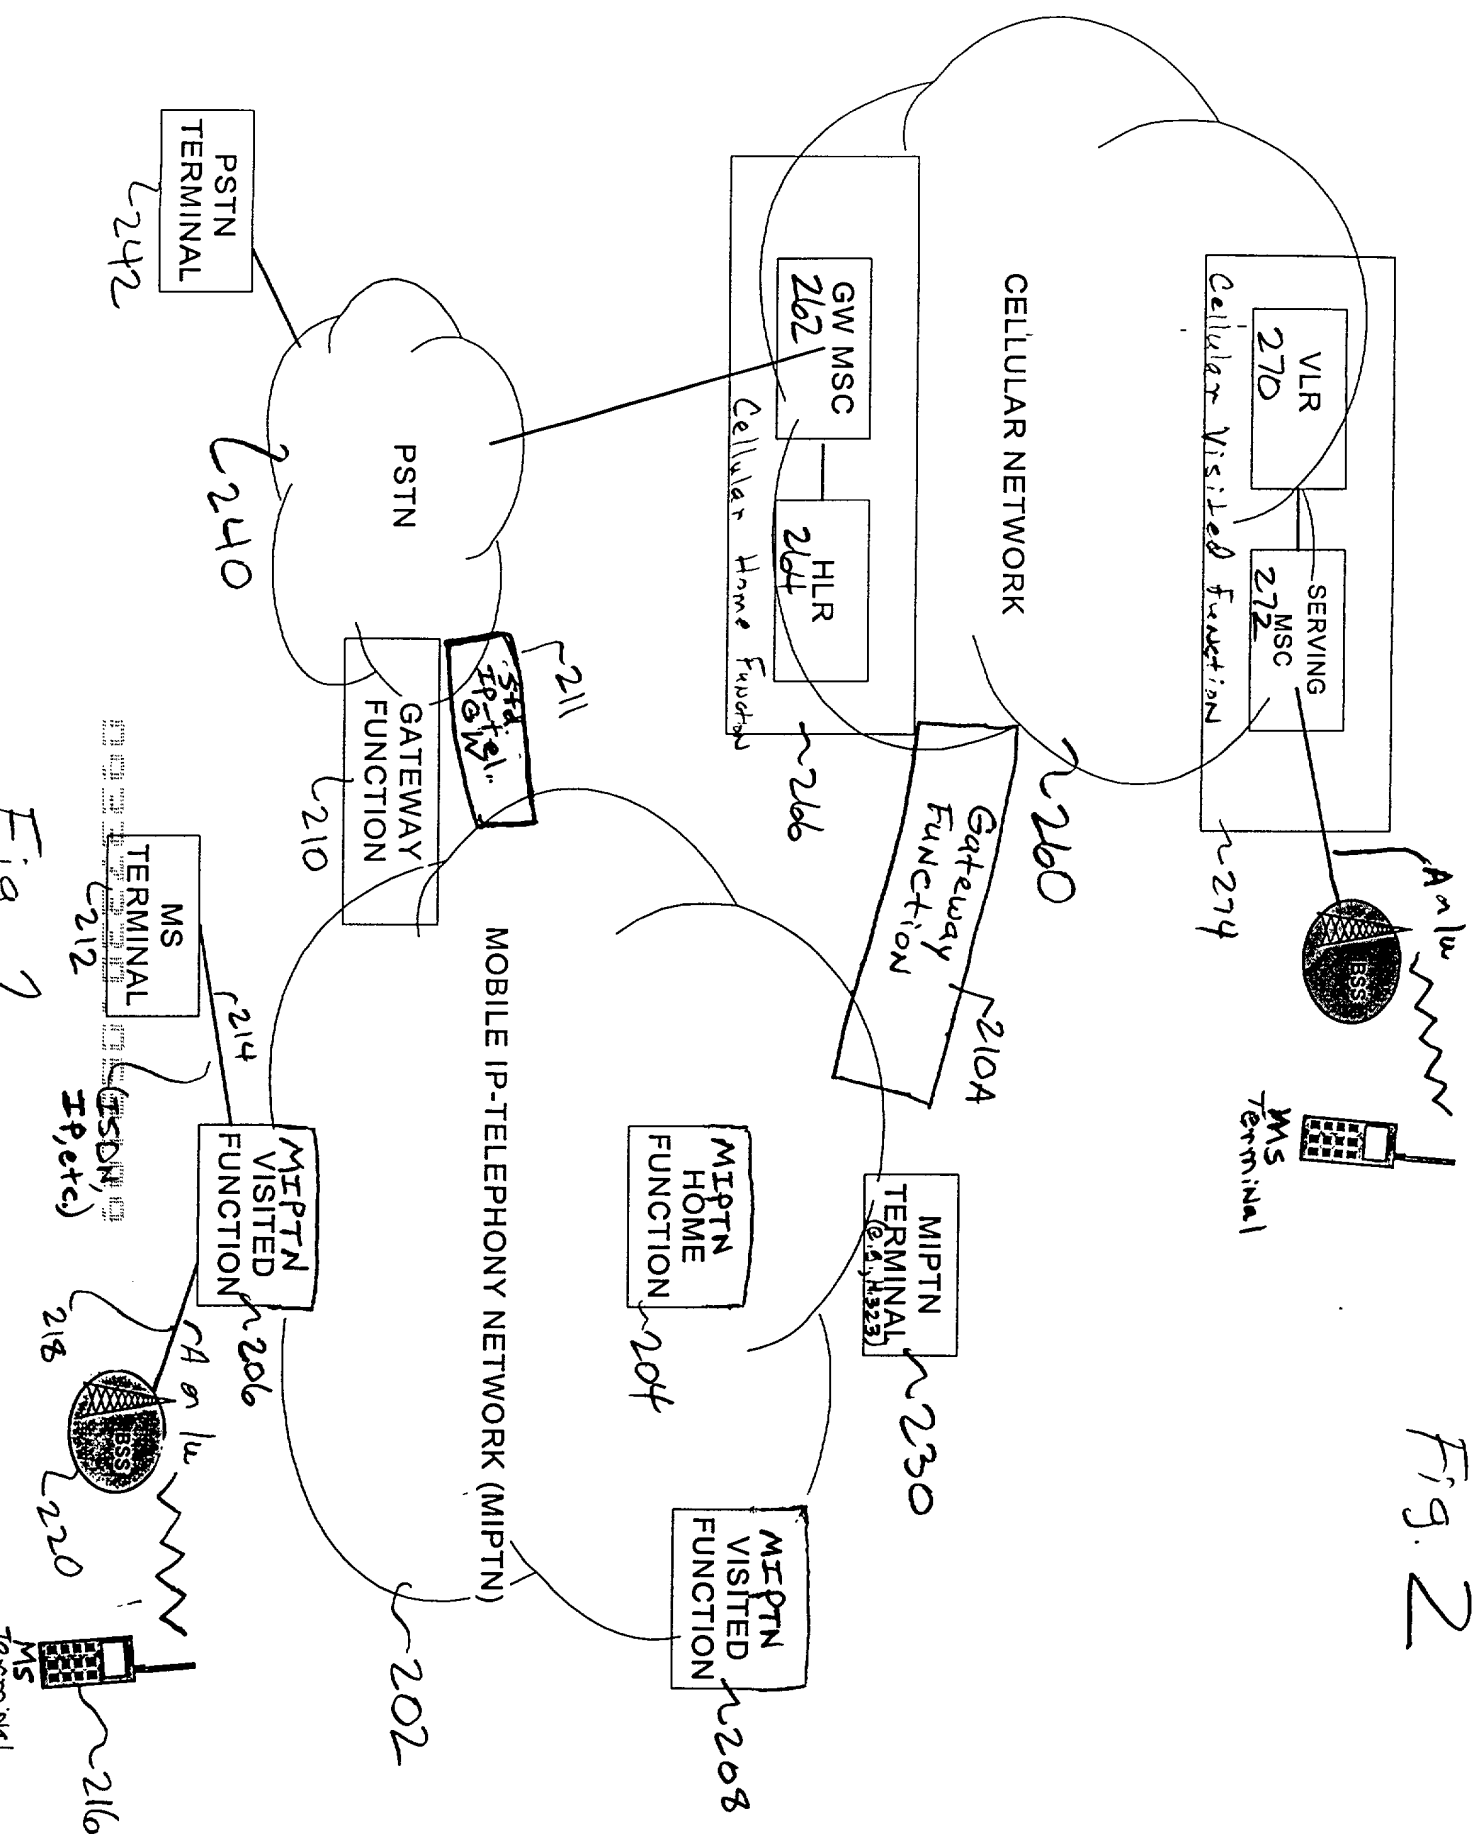 Fig. 2
VLR
270
SERVING
MSC
272
Cellular Visited Function
274
A or Iu
BSS
MS
Terminal
CELLULAR NETWORK
260
GW MSC
262
HLR
264
Cellular Home Function
266
Gateway
Function
210A
MIPTN
TERMINAL
(e.g., H.323)
230
MIPTN
HOME
FUNCTION
204
MIPTN
VISITED
FUNCTION
208
MOBILE IP-TELEPHONY NETWORK (MIPTN)
202
PSTN
240
PSTN
TERMINAL
242
Std.
IP-tel.
GW
211
GATEWAY
FUNCTION
210
MS
TERMINAL
212
214
(ISDN,
IP, etc.)
MIPTN
VISITED
FUNCTION
206
A or Iu
218
BSS
220
MS
Terminal
216
Fig